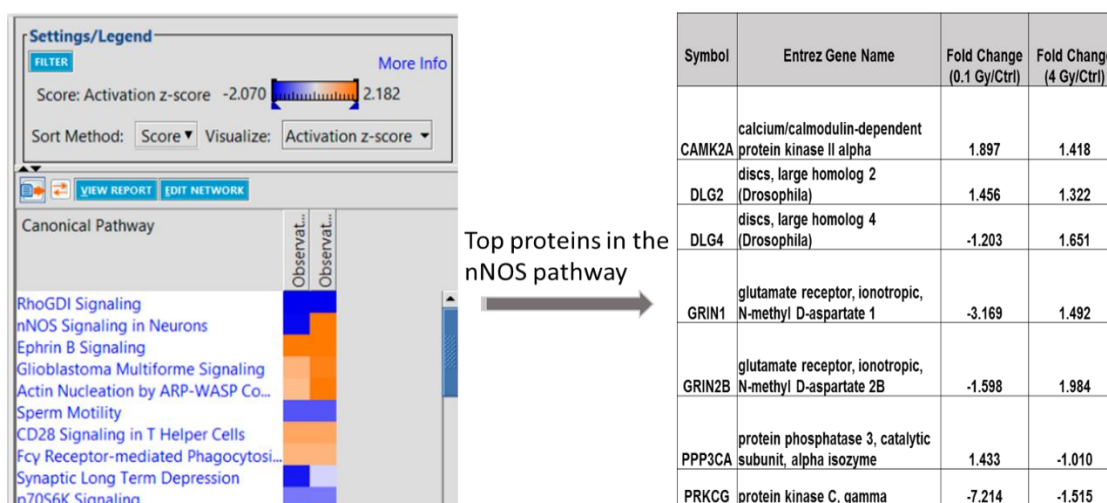 Settings/Legend
FILTER
More Info
Score: Activation z-score -2.070 2.182
Sort Method: Score Visualize: Activation z-score
VIEW REPORT EDIT NETWORK
Canonical Pathway
Observat...
Observat...
RhoGDI Signaling
nNOS Signaling in Neurons
Ephrin B Signaling
Glioblastoma Multiforme Signaling
Actin Nucleation by ARP-WASP Co...
Sperm Motility
CD28 Signaling in T Helper Cells
Fcγ Receptor-mediated Phagocytosi...
Synaptic Long Term Depression
p70S6K Signaling
Top proteins in the
nNOS pathway
Symbol Entrez Gene Name Fold Change Fold Chang
(0.1 Gy/Ctrl) (4 Gy/Ctrl)
calcium/calmodulin-dependent
CAMK2A protein kinase II alpha 1.897 1.418
discs, large homolog 2
DLG2 (Drosophila) 1.456 1.322
discs, large homolog 4
DLG4 (Drosophila) -1.203 1.651
glutamate receptor, ionotropic,
GRIN1 N-methyl D-aspartate 1 -3.169 1.492
glutamate receptor, ionotropic,
GRIN2B N-methyl D-aspartate 2B -1.598 1.984
protein phosphatase 3, catalytic
PPP3CA subunit, alpha isozyme 1.433 -1.010
PRKCG protein kinase C, gamma -7.214 -1.515